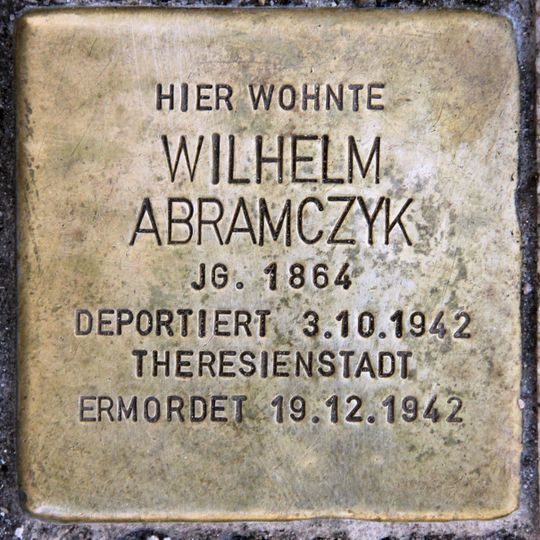 HIER WOHNTE
WILHELM
ABRAMCZYK
JG. 1864
DEPORTIERT 3.10.1942
THERESIENSTADT
ERMORDET 19.12.1942